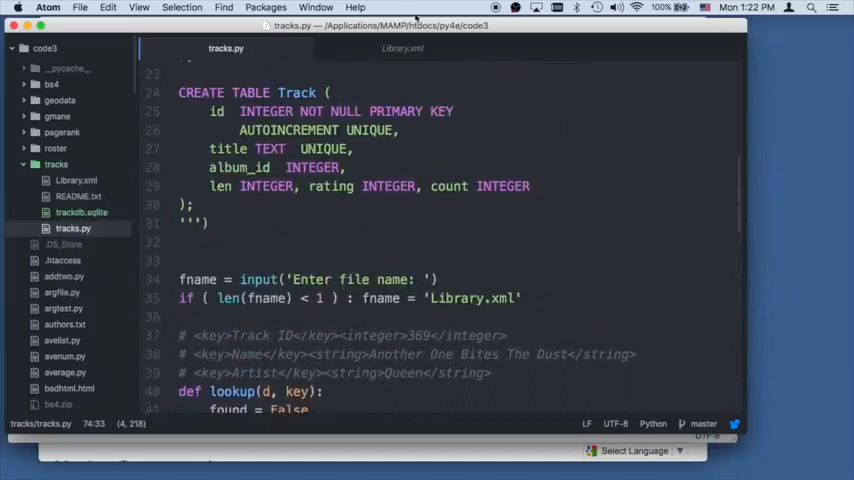 Atom File Edit View Selection Find Packages Window Help 100% Mon 1:22 PM
tracks.py — /Applications/MAMP/htdocs/py4e/code3
code3
__pycache__
bs4
geodata
gmane
pagerank
roster
tracks
Library.xml
README.txt
trackdb.sqlite
tracks.py
.DS_Store
.htaccess
addtwo.py
argfile.py
argtest.py
authors.txt
avelist.py
avenum.py
average.py
badhtml.html
bs4.zip
tracks.py Library.xml
23
24 CREATE TABLE Track (
25 id INTEGER NOT NULL PRIMARY KEY
26 AUTOINCREMENT UNIQUE,
27 title TEXT UNIQUE,
28 album_id INTEGER,
29 len INTEGER, rating INTEGER, count INTEGER
30 );
31 ''')
32
33
34 fname = input('Enter file name: ')
35 if ( len(fname) < 1 ) : fname = 'Library.xml'
36
37 # <key>Track ID</key><integer>369</integer>
38 # <key>Name</key><string>Another One Bites The Dust</string>
39 # <key>Artist</key><string>Queen</string>
40 def lookup(d, key):
41 found = False
tracks/tracks.py 74:33 (4, 218) LF UTF-8 Python master
UTF-8
Select Language